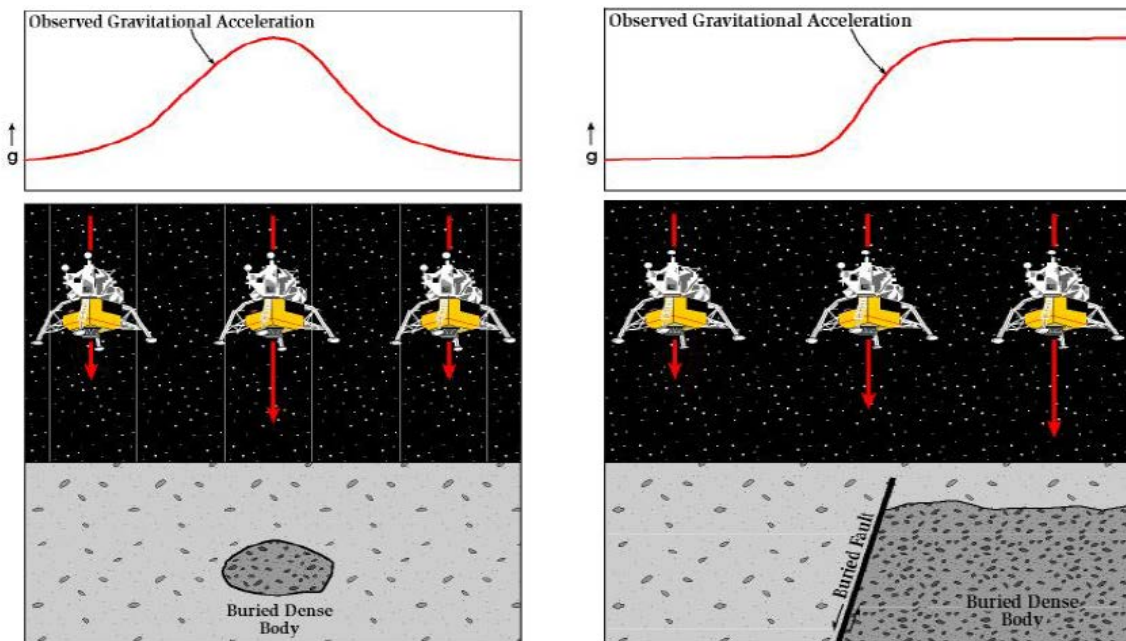 Observed Gravitational Acceleration
g
Buried Dense
Body
Observed Gravitational Acceleration
g
Buried Fault
Buried Dense
Body